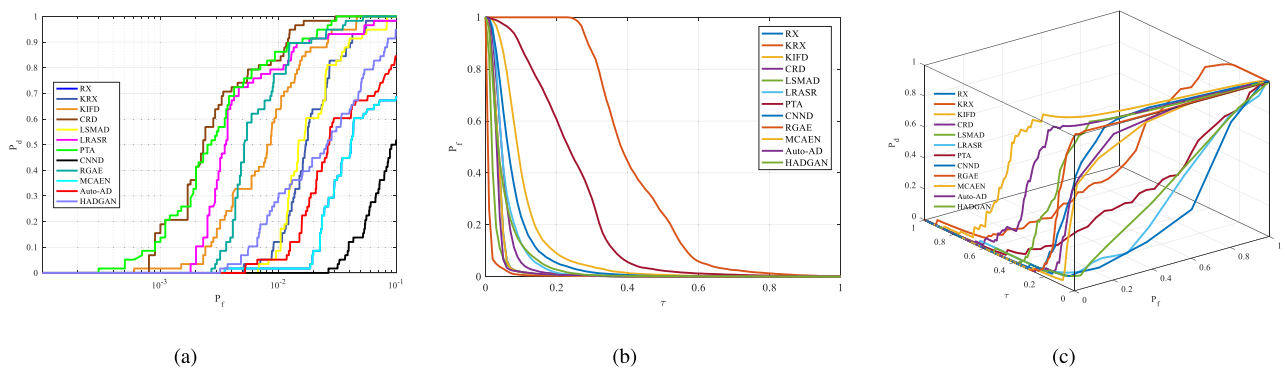 1
0.9
0.8
0.7
0.6
0.5
0.4
0.3
0.2
0.1
0
P_d
RX
KRX
KIFD
CRD
LSMAD
LRASR
PTA
CNND
RGAE
MCAEN
Auto-AD
HADGAN
10^-3 10^-2 10^-1
P_f
(a)
1
0.8
0.6
0.4
0.2
0
P_f
RX
KRX
KIFD
CRD
LSMAD
LRASR
PTA
CNND
RGAE
MCAEN
Auto-AD
HADGAN
0 0.2 0.4 0.6 0.8 1
τ
(b)
1
0.8
0.6
0.4
0.2
0
P_d
RX
KRX
KIFD
CRD
LSMAD
LRASR
PTA
CNND
RGAE
MCAEN
Auto-AD
HADGAN
1 0.8 0.6 0.4 0.2 0
τ
0 0.2 0.4 0.6 0.8 1
P_f
(c)